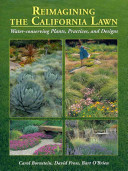 REIMAGINING
THE CALIFORNIA LAWN
Water-conserving Plants, Practices, and Designs
Carol Bornstein, David Fross, Bart O'Brien